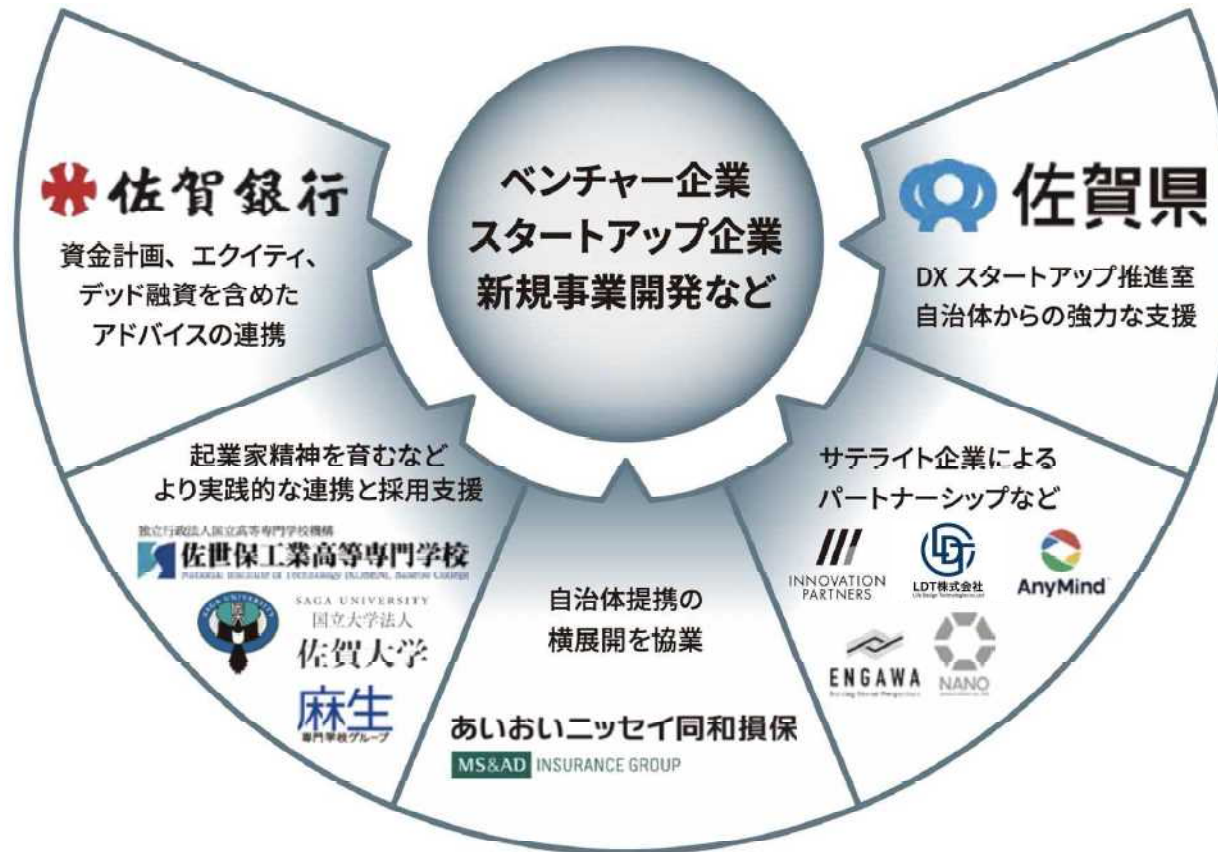 ベンチャー企業
スタートアップ企業
新規事業開発など
佐賀銀行
資金計画、エクイティ、
デッド融資を含めた
アドバイスの連携
起業家精神を育むなど
より実践的な連携と採用支援
独立行政法人国立高等専門学校機構
佐世保工業高等専門学校
SAGA UNIVERSITY
SAGA UNIVERSITY
国立大学法人
佐賀大学
麻生
専門学校グループ
自治体提携の
横展開を協業
あいおいニッセイ同和損保
MS&AD INSURANCE GROUP
サテライト企業による
パートナーシップなど
INNOVATION
PARTNERS
LDT株式会社
AnyMind
ENGAWA
NANO
佐賀県
DX スタートアップ推進室
自治体からの強力な支援